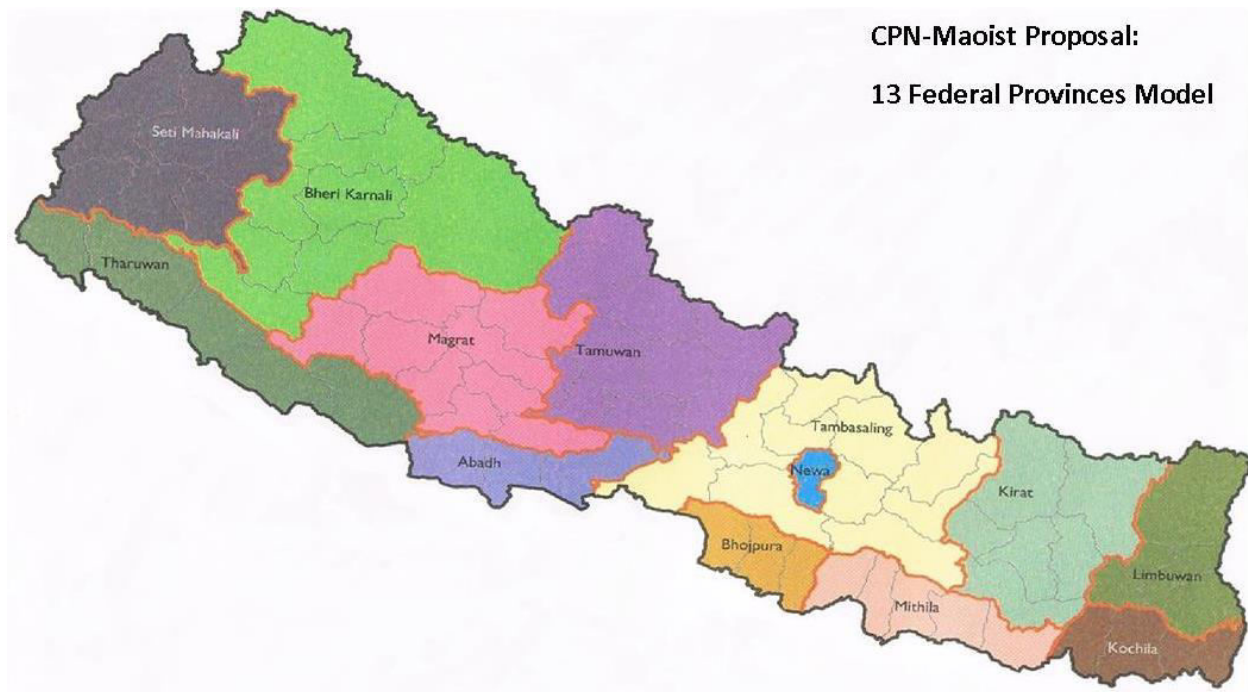 CPN-Maoist Proposal:
13 Federal Provinces Model
Seti Mahakali
Bheri Karnali
Tharuwan
Magrat
Tamuwan
Tambasaling
Abadh
Newa
Kirat
Bhojpura
Limbuwan
Mithila
Kochila